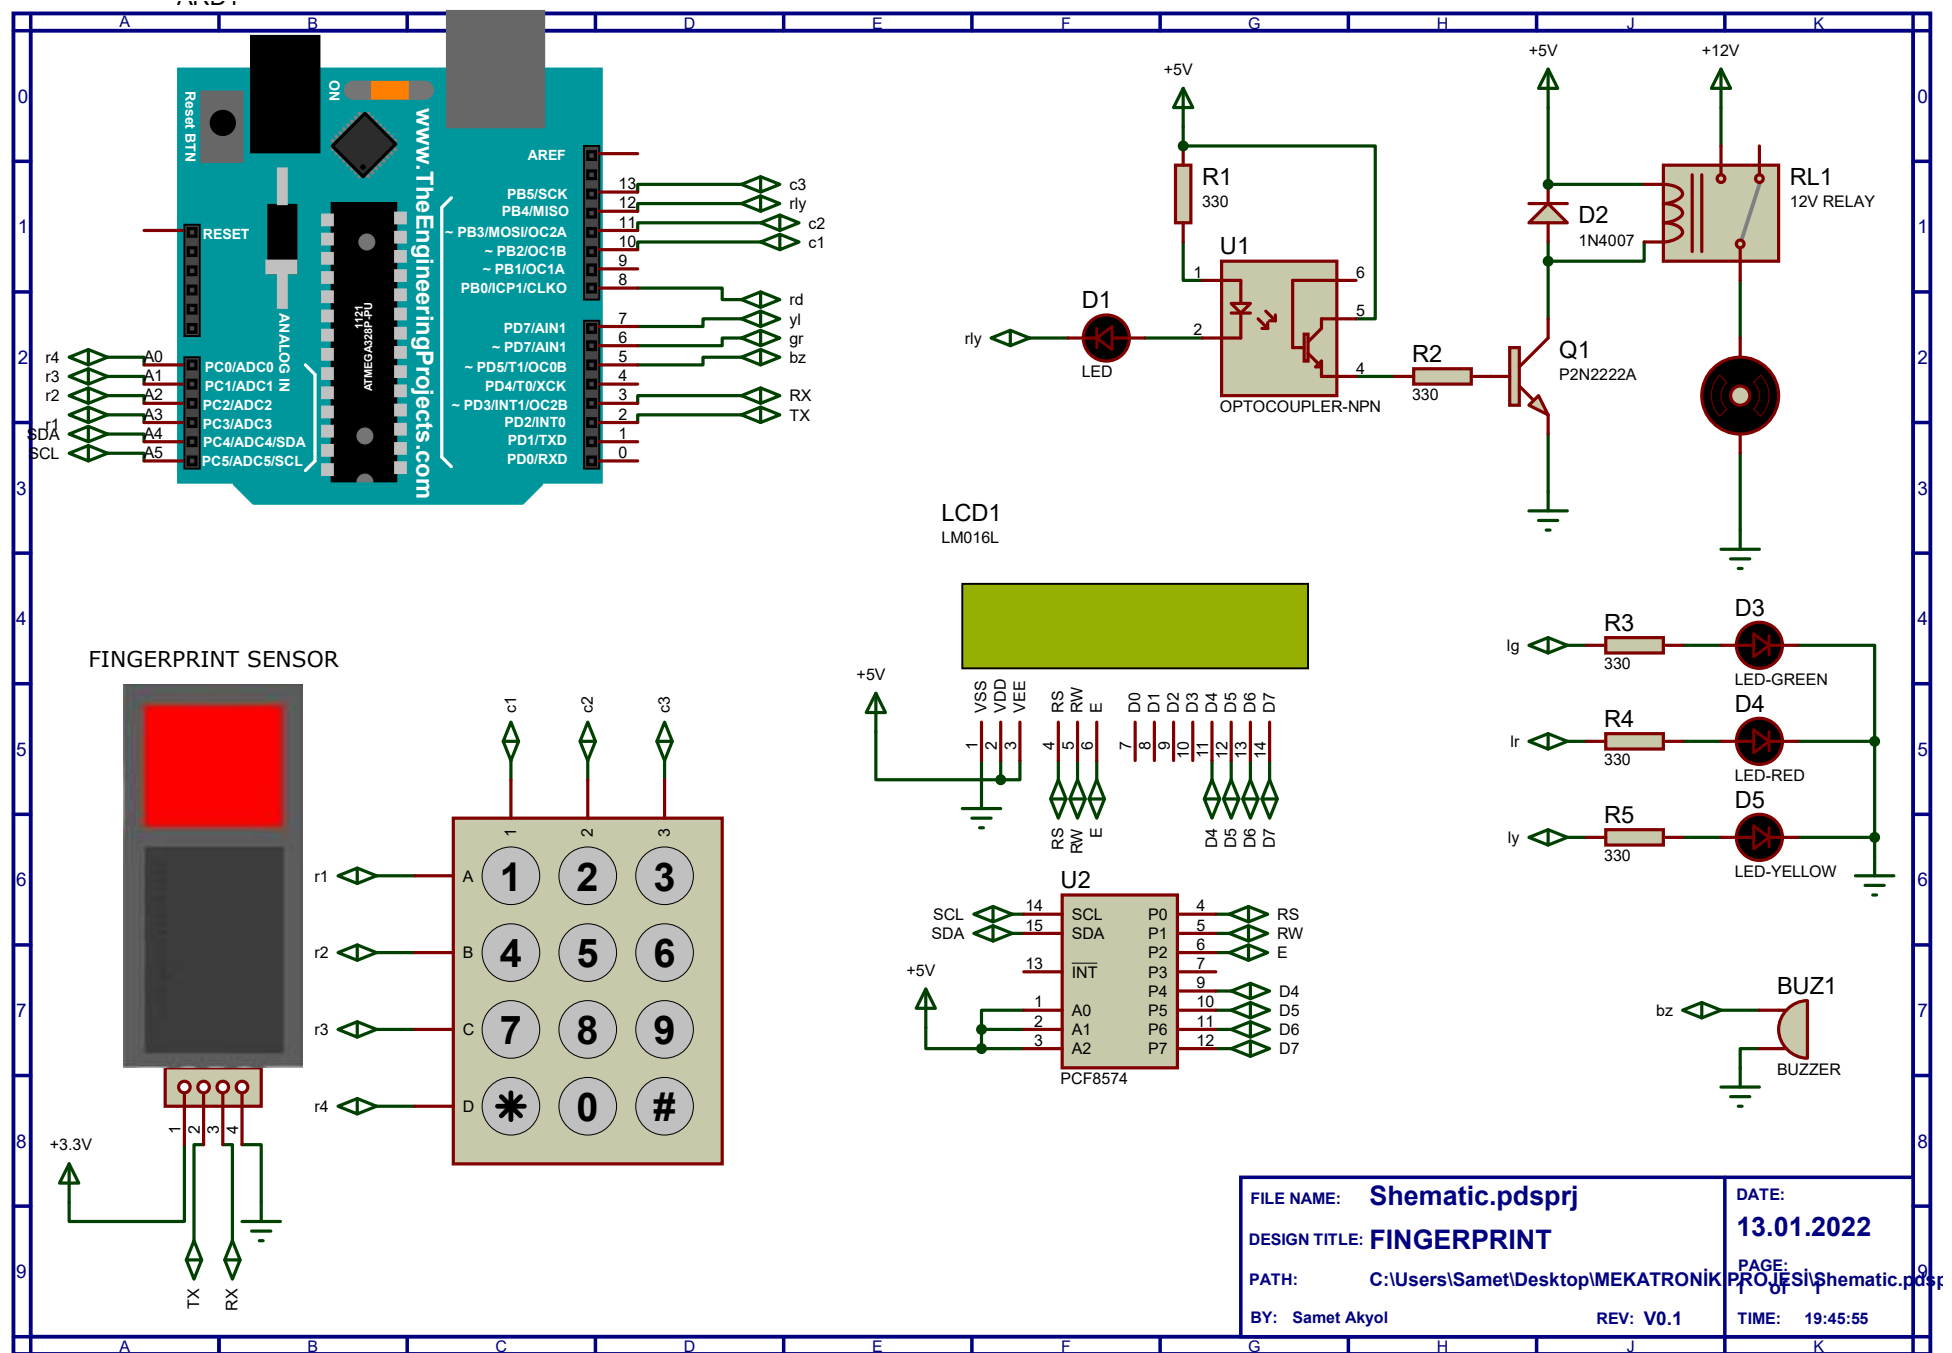 A B C D E F G H J K
0
1
2
3
4
5
6
7
8
9
Reset BTN
ON
www.TheEngineeringProjects.com
ANALOG IN
1121
ATMEGA328P-PU
RESET
AREF
PB5/SCK 13 c3
PB4/MISO 12 rly
~ PB3/MOSI/OC2A 11 c2
~ PB2/OC1B 10 c1
~ PB1/OC1A 9
PB0/ICP1/CLKO 8 rd
PD7/AIN1 7 yl
~ PD7/AIN1 6 gr
~ PD5/T1/OC0B 5 bz
PD4/T0/XCK 4
~ PD3/INT1/OC2B 3 RX
PD2/INT0 2 TX
PD1/TXD 1
PD0/RXD 0
r4 A0 PC0/ADC0
r3 A1 PC1/ADC1
r2 A2 PC2/ADC2
r1 A3 PC3/ADC3
SDA A4 PC4/ADC4/SDA
SCL A5 PC5/ADC5/SCL
+5V
R1
330
U1
1
2
6
5
4
OPTOCOUPLER-NPN
rly
D1
LED
R2
330
Q1
P2N2222A
+5V
D2
1N4007
+12V
RL1
12V RELAY
LCD1
LM016L
+5V
VSS VDD VEE RS RW E D0 D1 D2 D3 D4 D5 D6 D7
1 2 3 4 5 6 7 8 9 10 11 12 13 14
RS RW E D4 D5 D6 D7
lg
R3
330
D3
LED-GREEN
lr
R4
330
D4
LED-RED
ly
R5
330
D5
LED-YELLOW
FINGERPRINT SENSOR
1 2 3 4
+3.3V
TX RX
c1 c2 c3
1 2 3
r1 A 1 2 3
r2 B 4 5 6
r3 C 7 8 9
r4 D * 0 #
U2
SCL 14 SCL P0 4 RS
SDA 15 SDA P1 5 RW
P2 6 E
13 INT P3 7
P4 9 D4
+5V
1 A0 P5 10 D5
2 A1 P6 11 D6
3 A2 P7 12 D7
PCF8574
bz
BUZ1
BUZZER
FILE NAME: Shematic.pdsprj
DESIGN TITLE: FINGERPRINT
PATH: C:\Users\Samet\Desktop\MEKATRONİK PROJESİ\Shematic.pdsp
BY: Samet Akyol
REV: V0.1
DATE:
13.01.2022
PAGE:
1 of 1
TIME: 19:45:55
A B C D E F G H J K
0
1
2
3
4
5
6
7
8
9